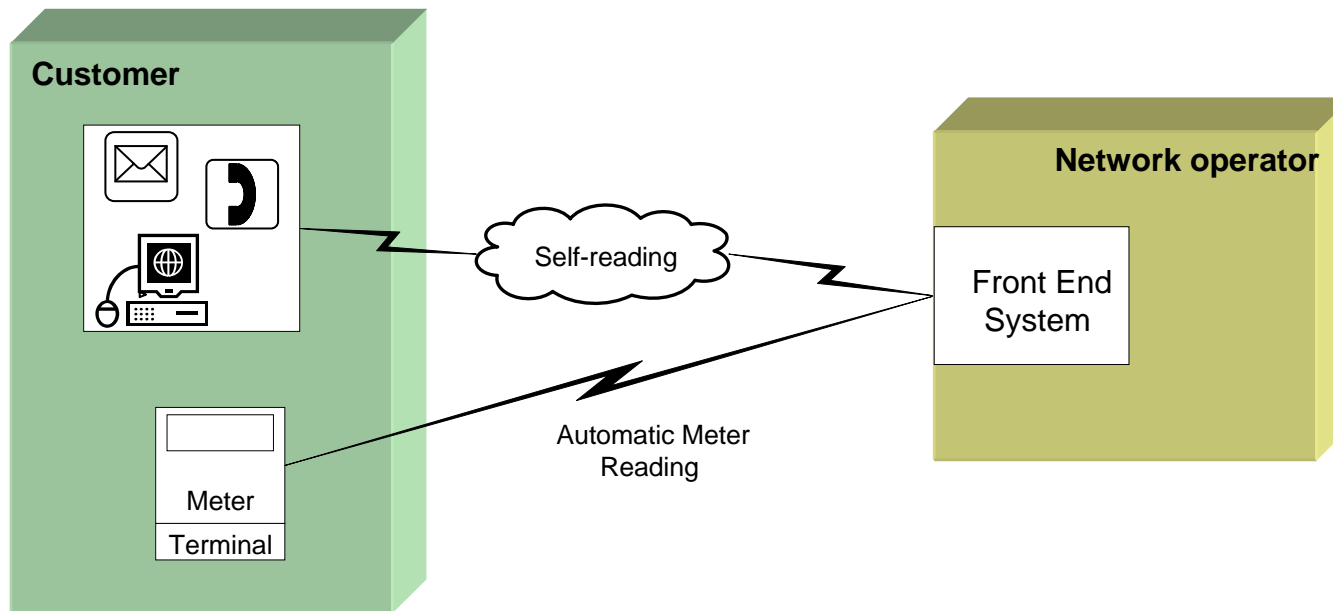 Customer
Network operator
Self-reading
Front End
System
Automatic Meter
Reading
Meter
Terminal